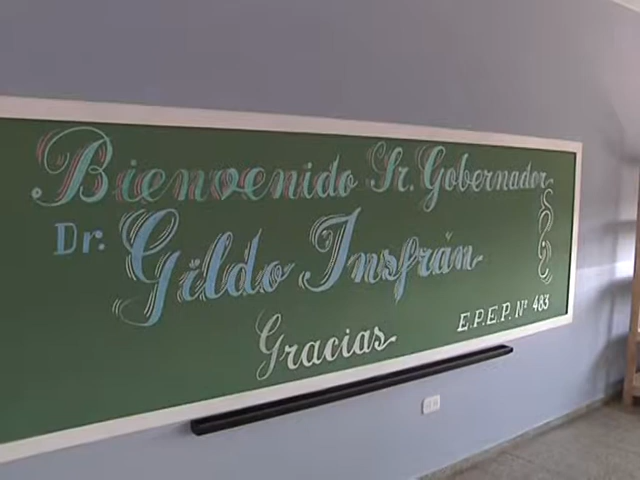 Bienvenido Sr. Gobernador
Dr. Gildo Insfrán
Gracias
E.P.E.P. Nº 483